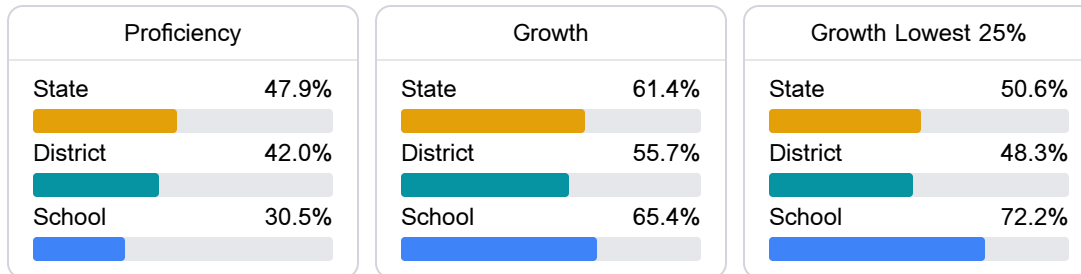 Proficiency
State 47.9%
District 42.0%
School 30.5%
Growth
State 61.4%
District 55.7%
School 65.4%
Growth Lowest 25%
State 50.6%
District 48.3%
School 72.2%